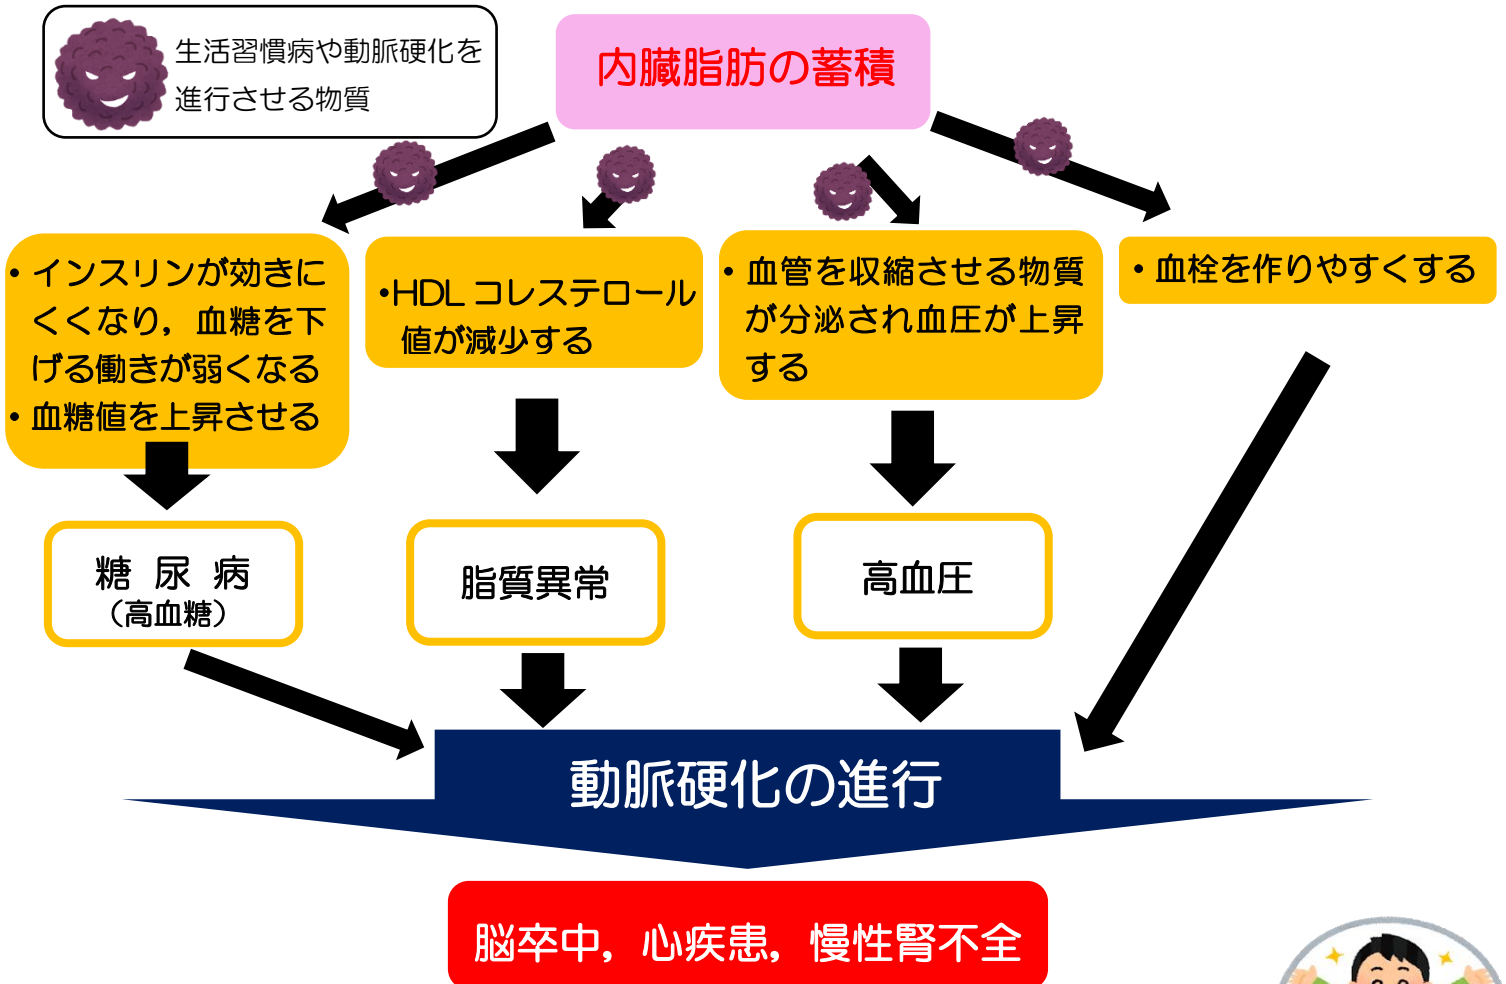 生活習慣病や動脈硬化を
進行させる物質
内臓脂肪の蓄積
・インスリンが効きに
くくなり，血糖を下
げる働きが弱くなる
・血糖値を上昇させる
・HDL コレステロール
値が減少する
・血管を収縮させる物質
が分泌され血圧が上昇
する
・血栓を作りやすくする
糖 尿 病
（高血糖）
脂質異常
高血圧
動脈硬化の進行
脳卒中，心疾患，慢性腎不全